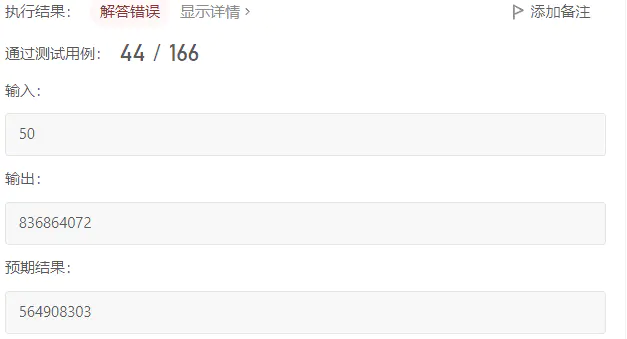 执行结果： 解答错误 显示详情 > 添加备注
通过测试用例： 44 / 166
输入：
50
输出：
836864072
预期结果：
564908303